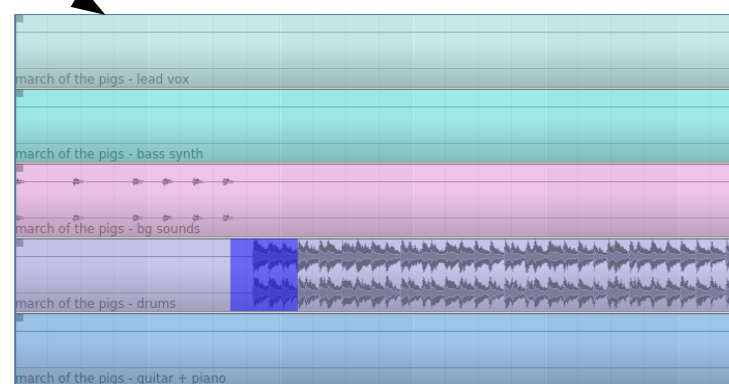 march of the pigs - lead vox
march of the pigs - bass synth
march of the pigs - bg sounds
march of the pigs - drums
march of the pigs - guitar + piano